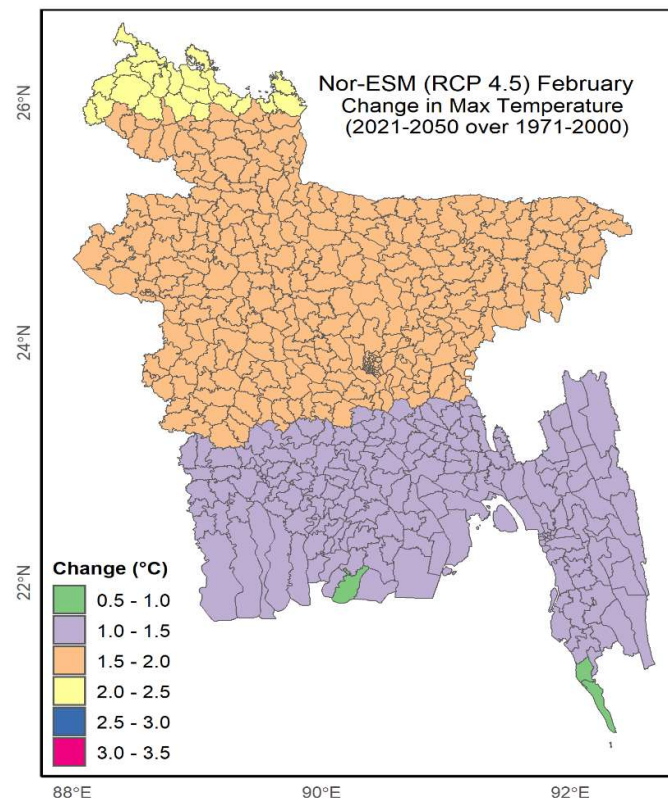 Nor-ESM (RCP 4.5) February
Change in Max Temperature
(2021-2050 over 1971-2000)
26°N
24°N
22°N
Change (°C)
0.5 - 1.0
1.0 - 1.5
1.5 - 2.0
2.0 - 2.5
2.5 - 3.0
3.0 - 3.5
88°E
90°E
92°E